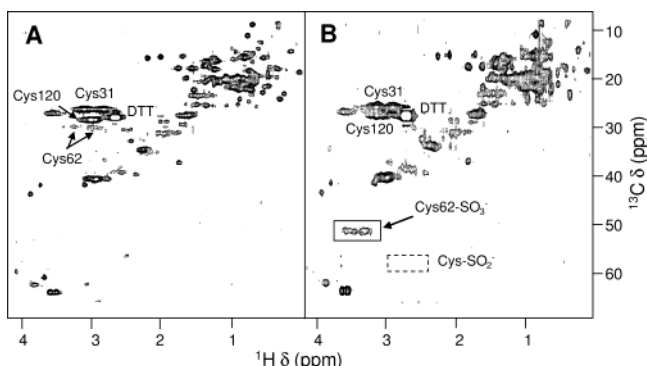 A
B
Cys31
Cys120
DTT
Cys62
Cys31
Cys120
DTT
Cys62-SO₃⁻
Cys-SO₂⁻
10
20
30
40
50
60
¹³C δ (ppm)
4 3 2 1
4 3 2 1
¹H δ (ppm)